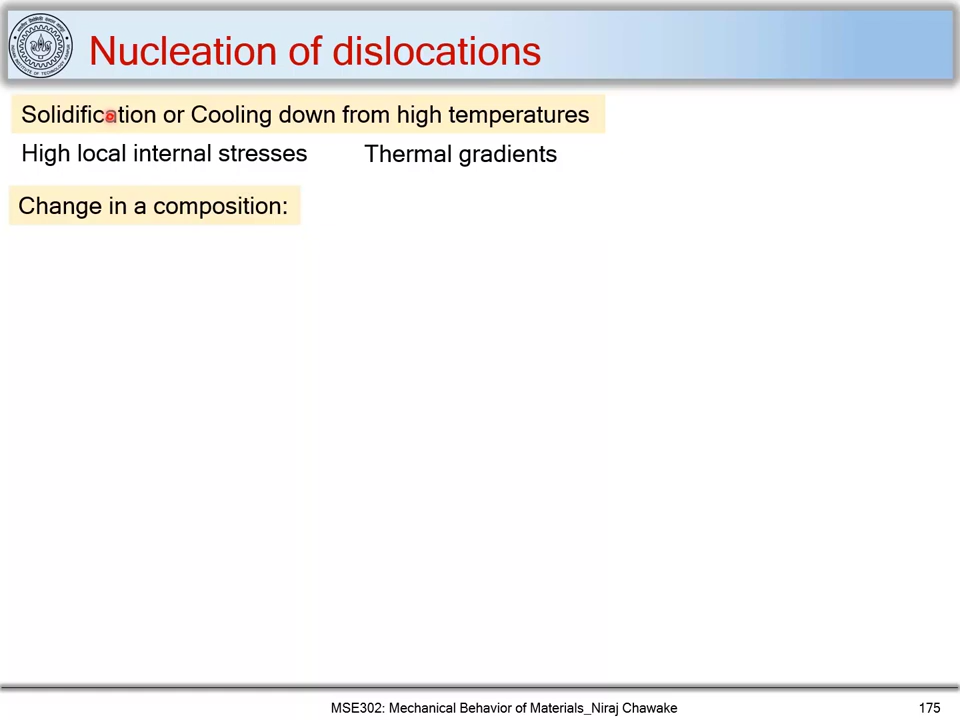 Nucleation of dislocations
Solidification or Cooling down from high temperatures
High local internal stresses
Thermal gradients
Change in a composition:
MSE302: Mechanical Behavior of Materials_Niraj Chawake
175